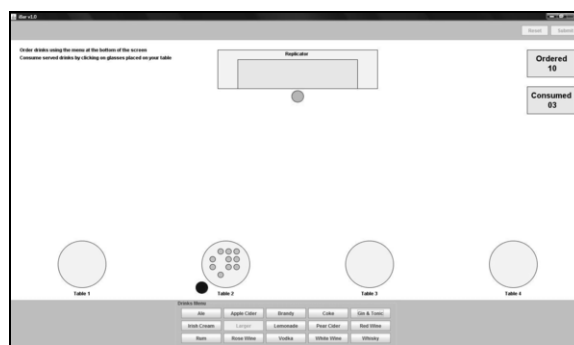 iBar v1.0
Reset Submit
Order drinks using the menu at the bottom of the screen
Consume served drinks by clicking on glasses placed on your table
Replicator
Ordered
10
Consumed
03
Table 1 Table 2 Table 3 Table 4
Drinks Menu
Ale Apple Cider Brandy Coke Gin & Tonic
Irish Cream Larger Lemonade Pear Cider Red Wine
Rum Rose Wine Vodka White Wine Whisky